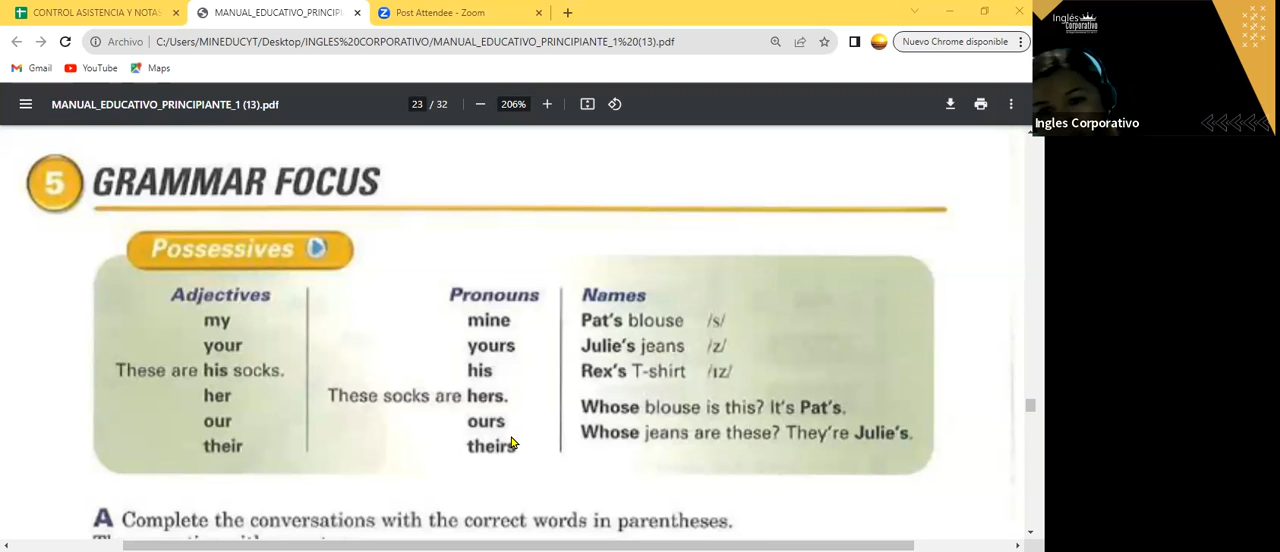 CONTROL ASISTENCIA Y NOTAS
MANUAL_EDUCATIVO_PRINCIPI
Post Attendee - Zoom
Archivo
C:/Users/MINEDUCYT/Desktop/INGLES%20CORPORATIVO/MANUAL_EDUCATIVO_PRINCIPIANTE_1%20(13).pdf
Nuevo Chrome disponible
Gmail
YouTube
Maps
MANUAL_EDUCATIVO_PRINCIPIANTE_1 (13).pdf
23 / 32
206%
Inglés
Corporativo
Ingles Corporativo
5 GRAMMAR FOCUS
Possessives
Adjectives
my
your
These are his socks.
her
our
their
Pronouns
mine
yours
his
These socks are hers.
ours
theirs
Names
Pat's blouse /s/
Julie's jeans /z/
Rex's T-shirt /ɪz/
Whose blouse is this? It's Pat's.
Whose jeans are these? They're Julie's.
A Complete the conversations with the correct words in parentheses.